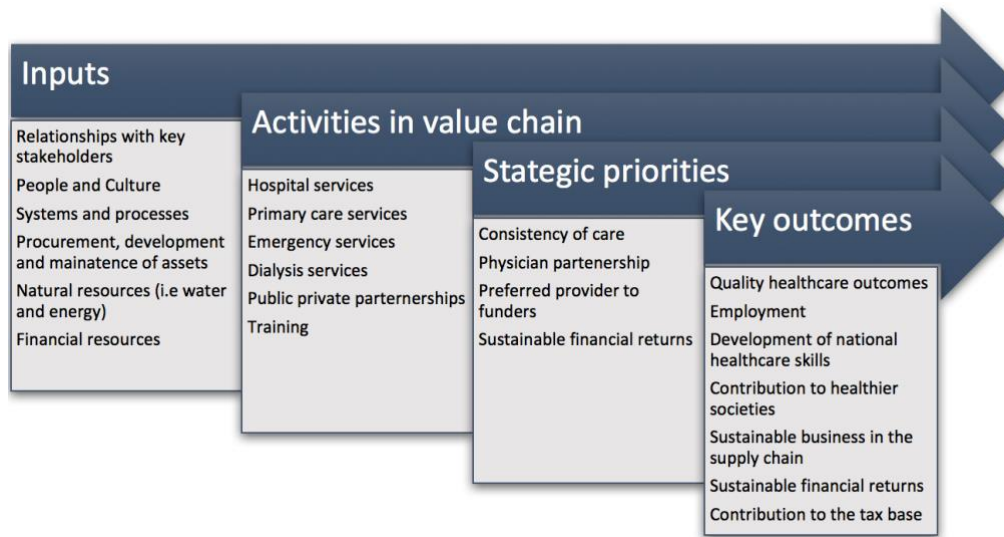 Inputs
Relationships with key
stakeholders
People and Culture
Systems and processes
Procurement, development
and mainatence of assets
Natural resources (i.e water
and energy)
Financial resources
Activities in value chain
Hospital services
Primary care services
Emergency services
Dialysis services
Public private parternerships
Training
Stategic priorities
Consistency of care
Physician partenership
Preferred provider to
funders
Sustainable financial returns
Key outcomes
Quality healthcare outcomes
Employment
Development of national
healthcare skills
Contribution to healthier
societies
Sustainable business in the
supply chain
Sustainable financial returns
Contribution to the tax base